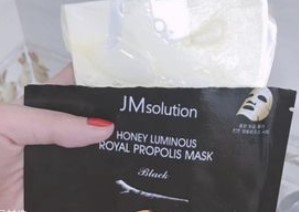 JMsolution
HONEY LUMINOUS
ROYAL PROPOLIS MASK
Black